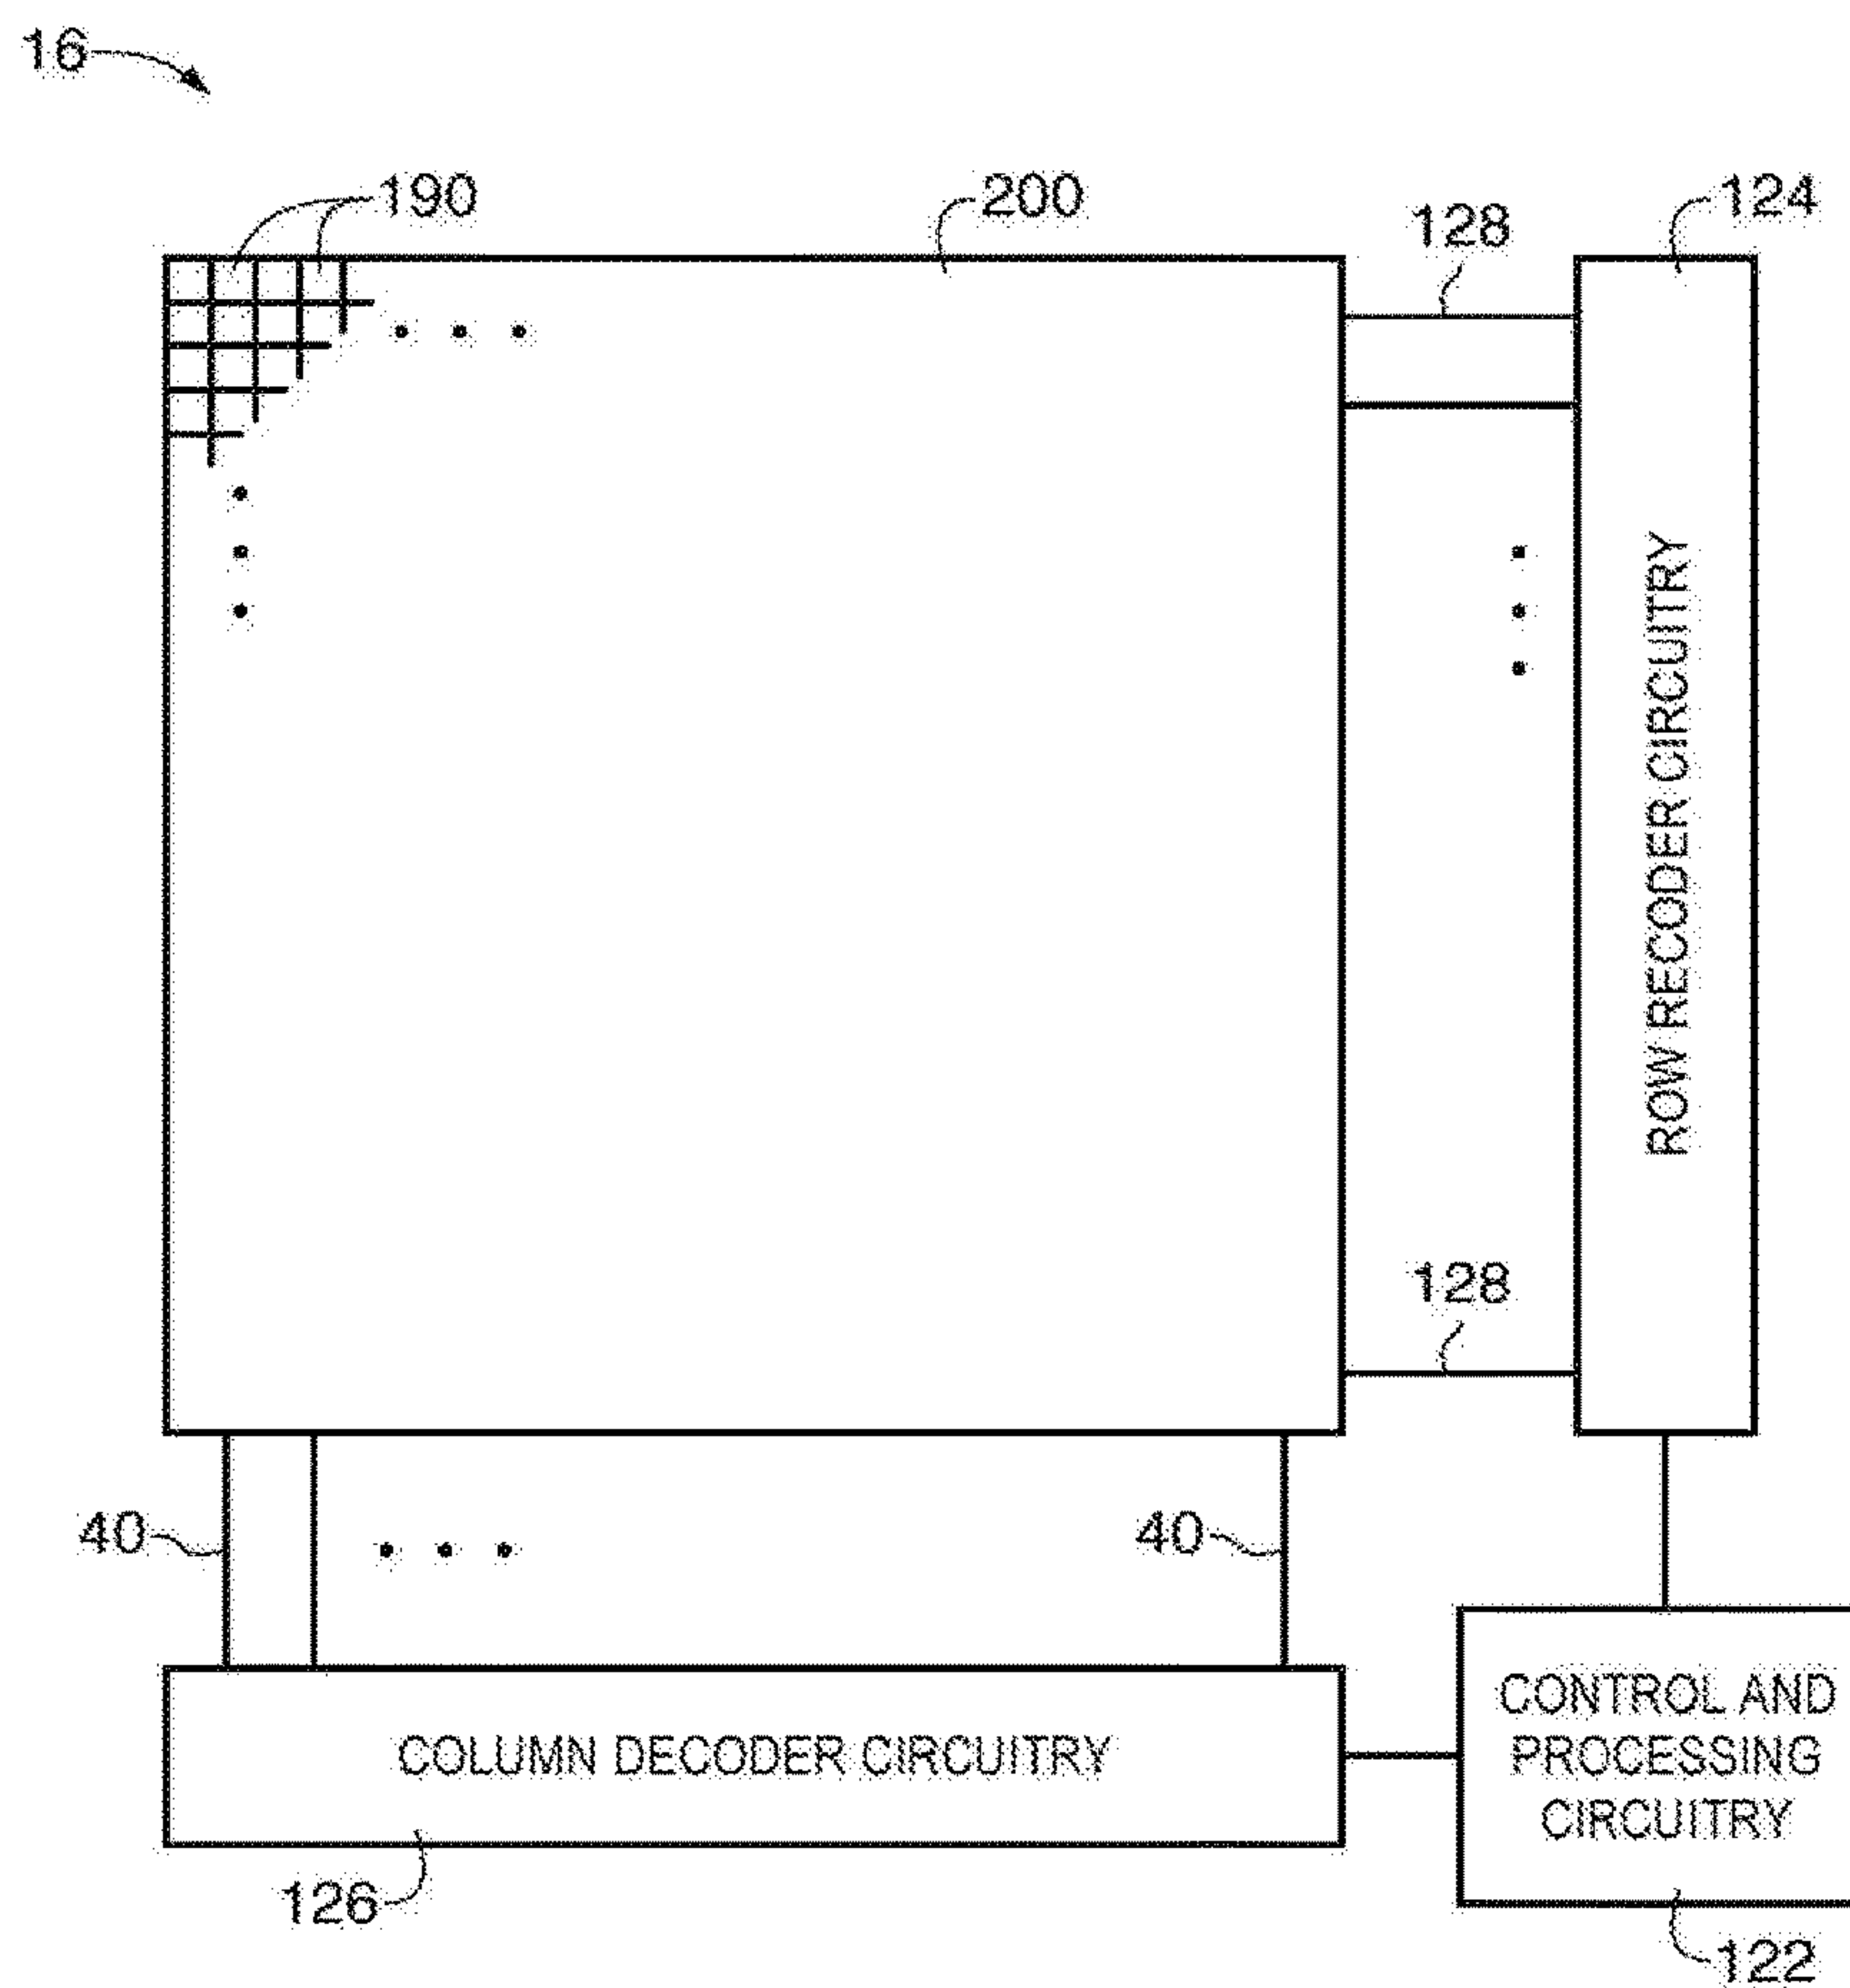 16
190
200
128
124
ROW RECODER CIRCUITRY
128
40
40
COLUMN DECODER CIRCUITRY
CONTROL AND
PROCESSING
CIRCUITRY
126
122